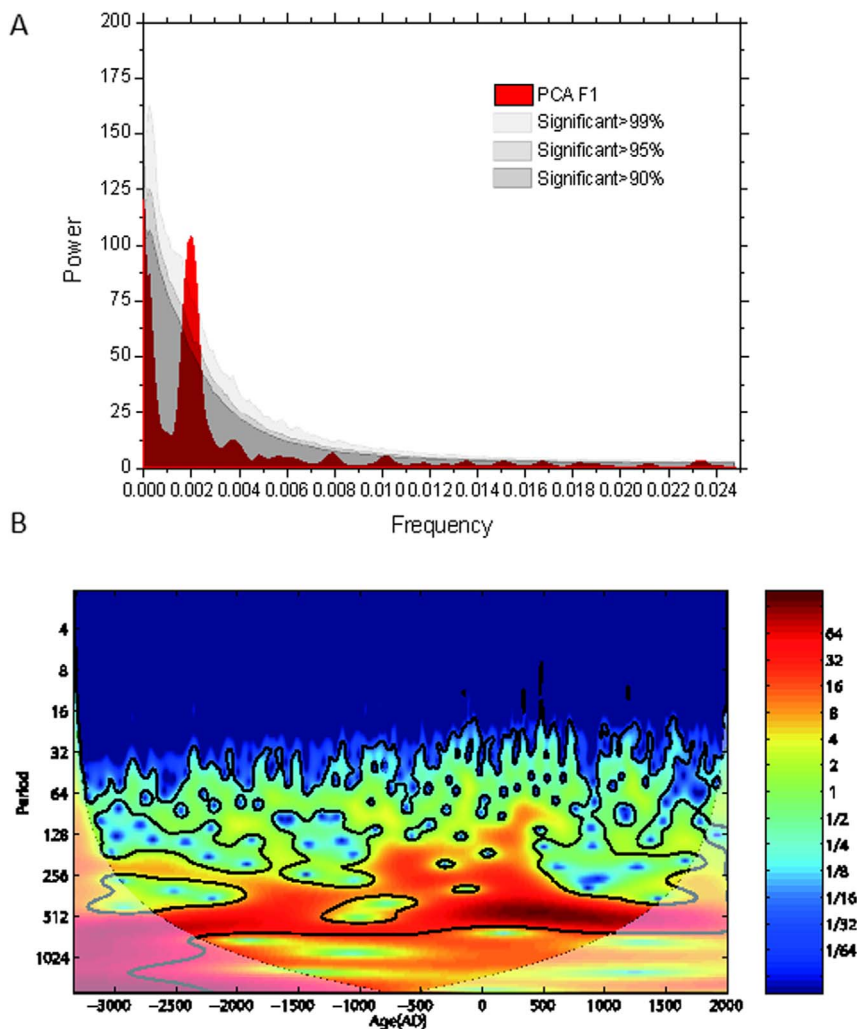 A
200
175
150
125
100
75
50
25
0
Power
PCA F1
Significant>99%
Significant>95%
Significant>90%
0.000 0.002 0.004 0.006 0.008 0.010 0.012 0.014 0.016 0.018 0.020 0.022 0.024
Frequency
B
4
8
16
32
64
128
256
512
1024
Period
−3000 −2500 −2000 −1500 −1000 −500 0 500 1000 1500 2000
Age(AD)
64
32
16
8
4
2
1
1/2
1/4
1/8
1/16
1/32
1/64